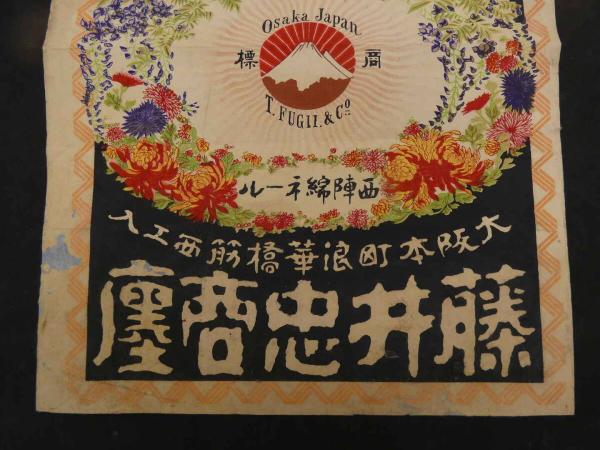 Osaka Japan
商標
T. FUGII. & Co.
西陣綿ネール
大阪本町浪華橋筋西エ入
藤井忠商廛